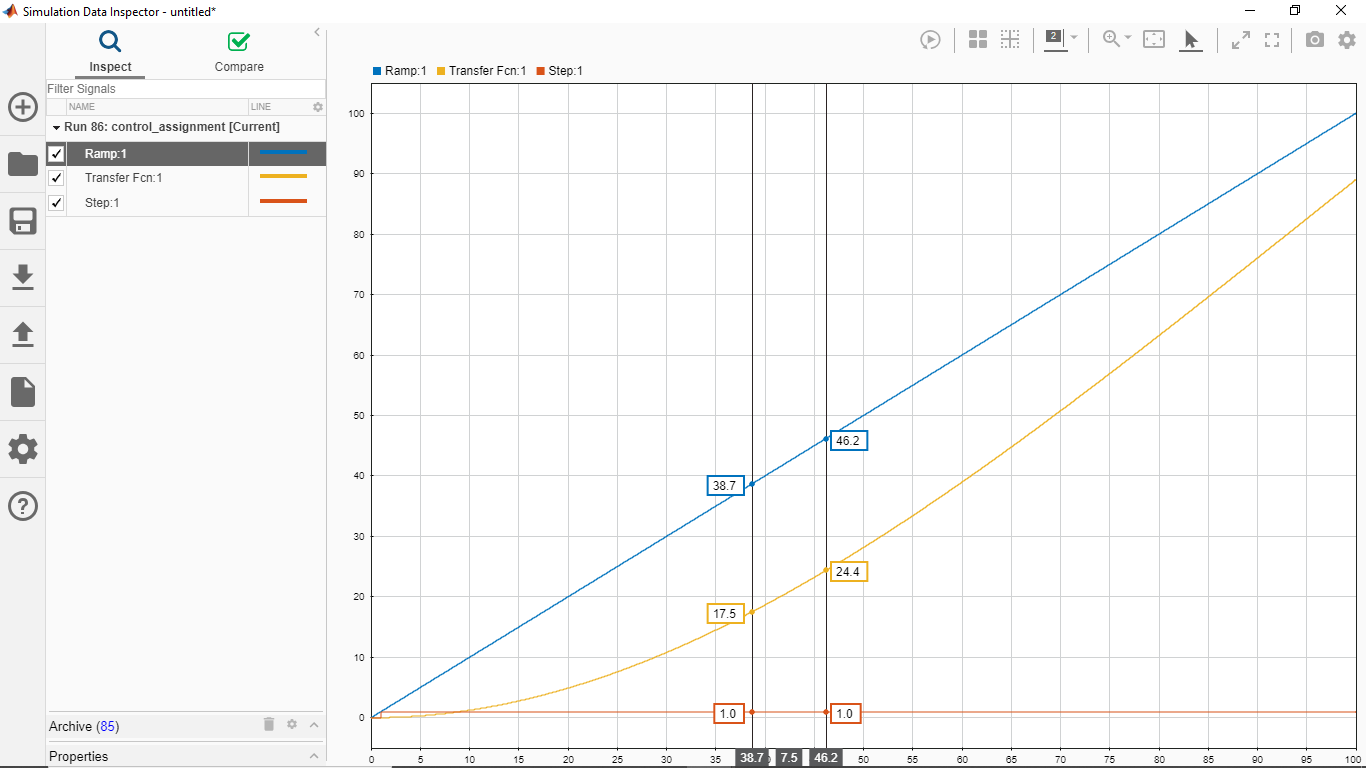 Simulation Data Inspector - untitled*
Inspect
Compare
Filter Signals
NAME
LINE
Run 86: control_assignment [Current]
Ramp:1
Transfer Fcn:1
Step:1
Archive (85)
Properties
2
Ramp:1 Transfer Fcn:1 Step:1
100
90
80
70
60
50
40
30
20
10
0
46.2
38.7
24.4
17.5
1.0
1.0
0 5 10 15 20 25 30 35 38.7 7.5 46.2 50 55 60 65 70 75 80 85 90 95 100